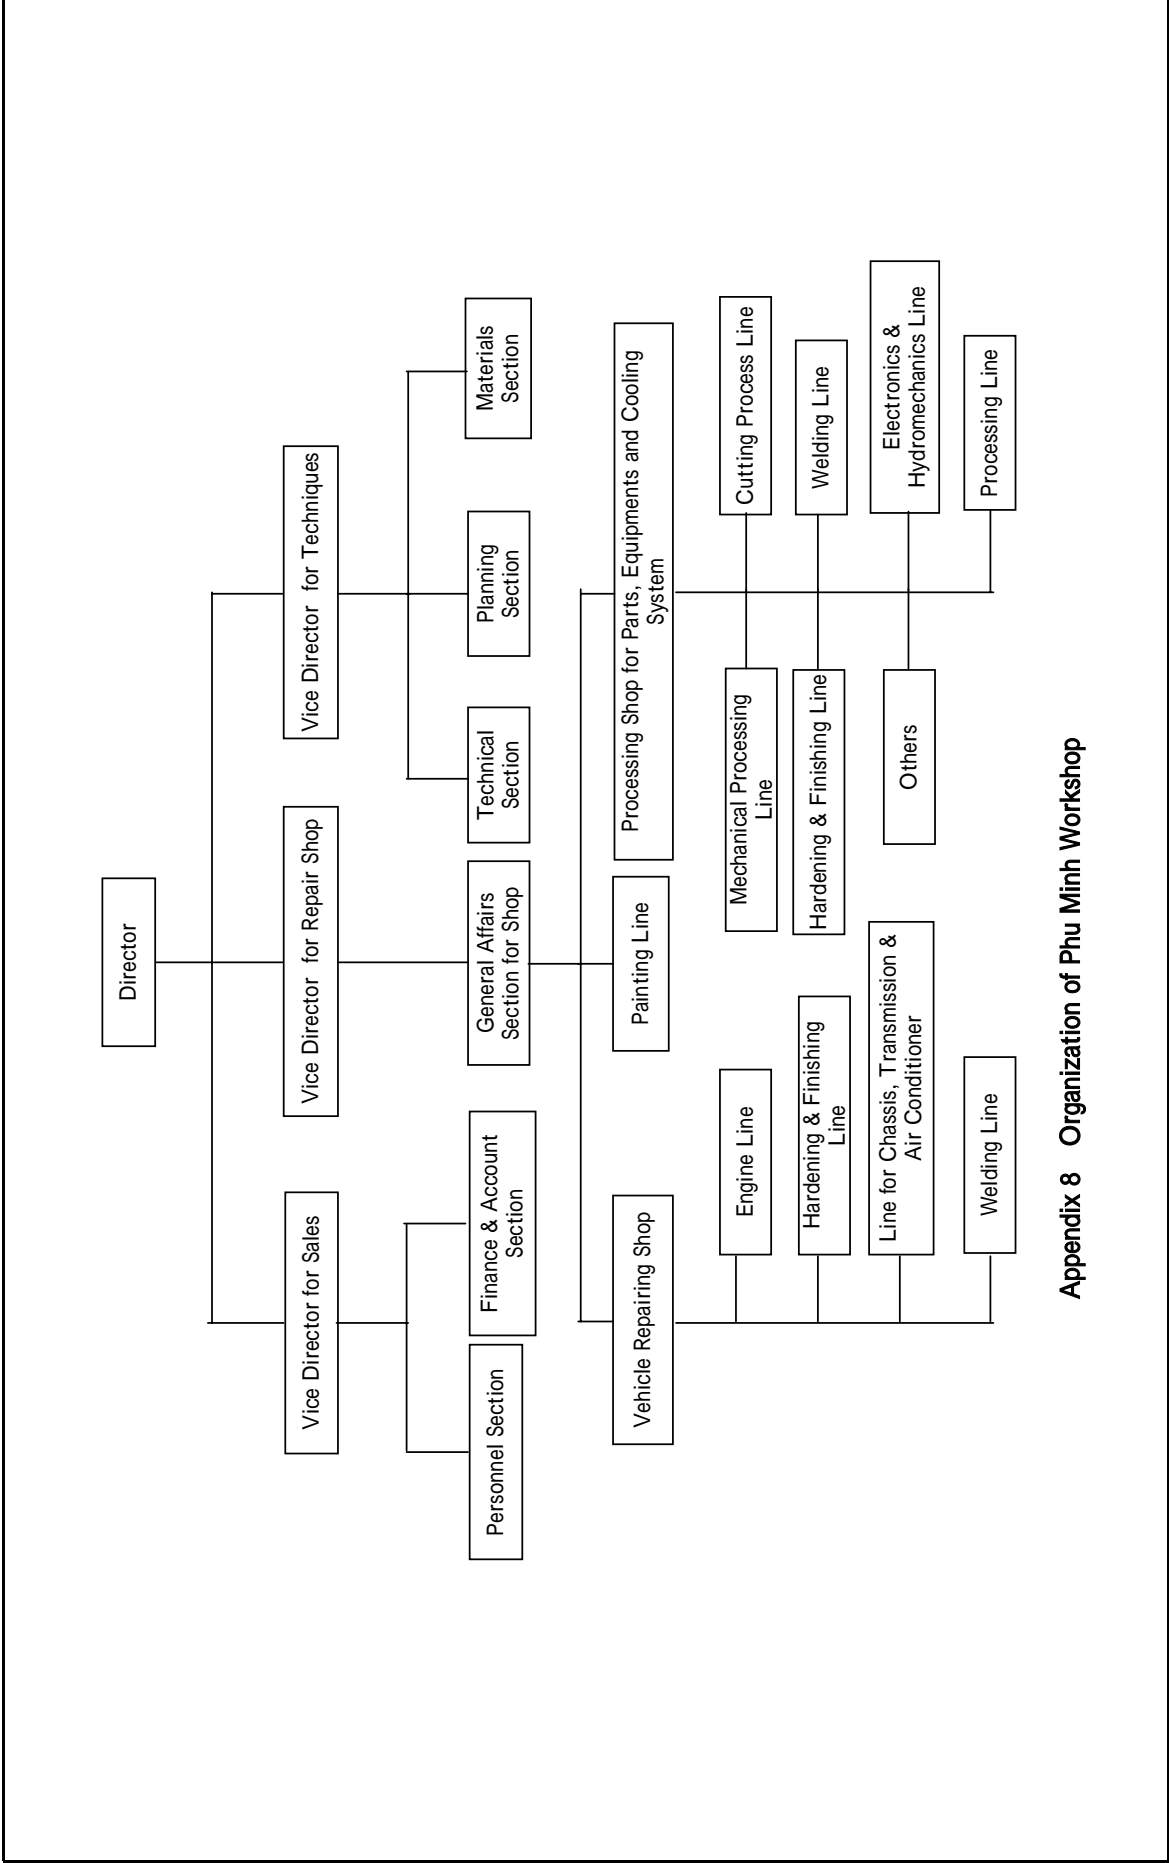 Director
Vice Director for Sales
Vice Director for Repair Shop
Vice Director for Techniques
Personnel Section
Finance & Account
Section
General Affairs
Section for Shop
Technical
Section
Planning
Section
Materials
Section
Vehicle Repairing Shop
Painting Line
Processing Shop for Parts, Equipments and Cooling
System
Engine Line
Hardening & Finishing
Line
Line for Chassis, Transmission &
Air Conditioner
Welding Line
Mechanical Processing
Line
Cutting Process Line
Hardening & Finishing Line
Welding Line
Others
Electronics &
Hydromechanics Line
Processing Line
Appendix 8 Organization of Phu Minh Workshop